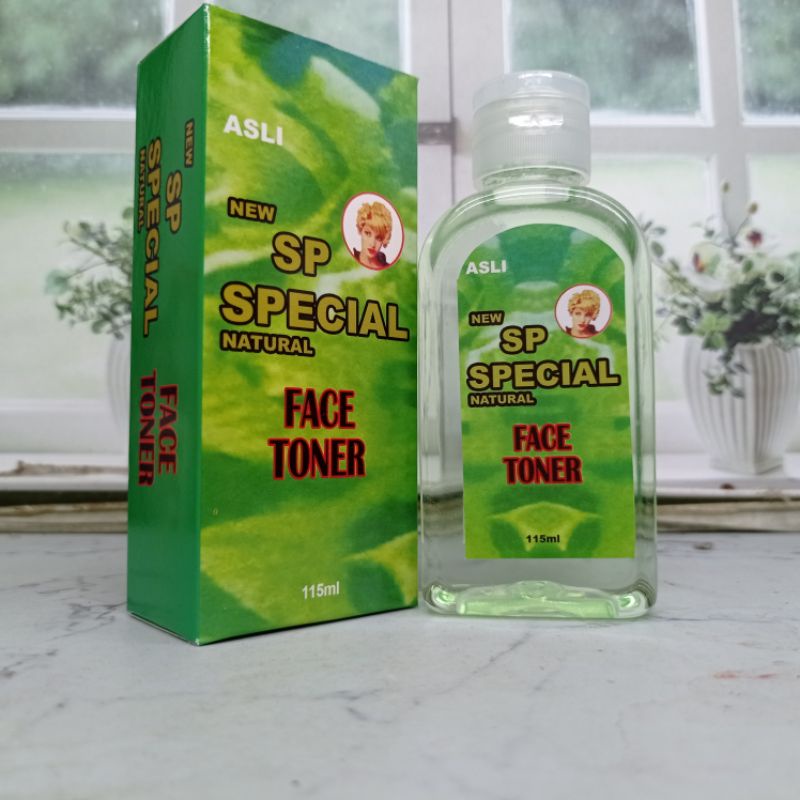 NEW
SP
SPECIAL
NATURAL
FACE
TONER
ASLI
NEW
SP
SPECIAL
NATURAL
FACE
TONER
115ml
ASLI
NEW
SP
SPECIAL
NATURAL
FACE
TONER
115ml